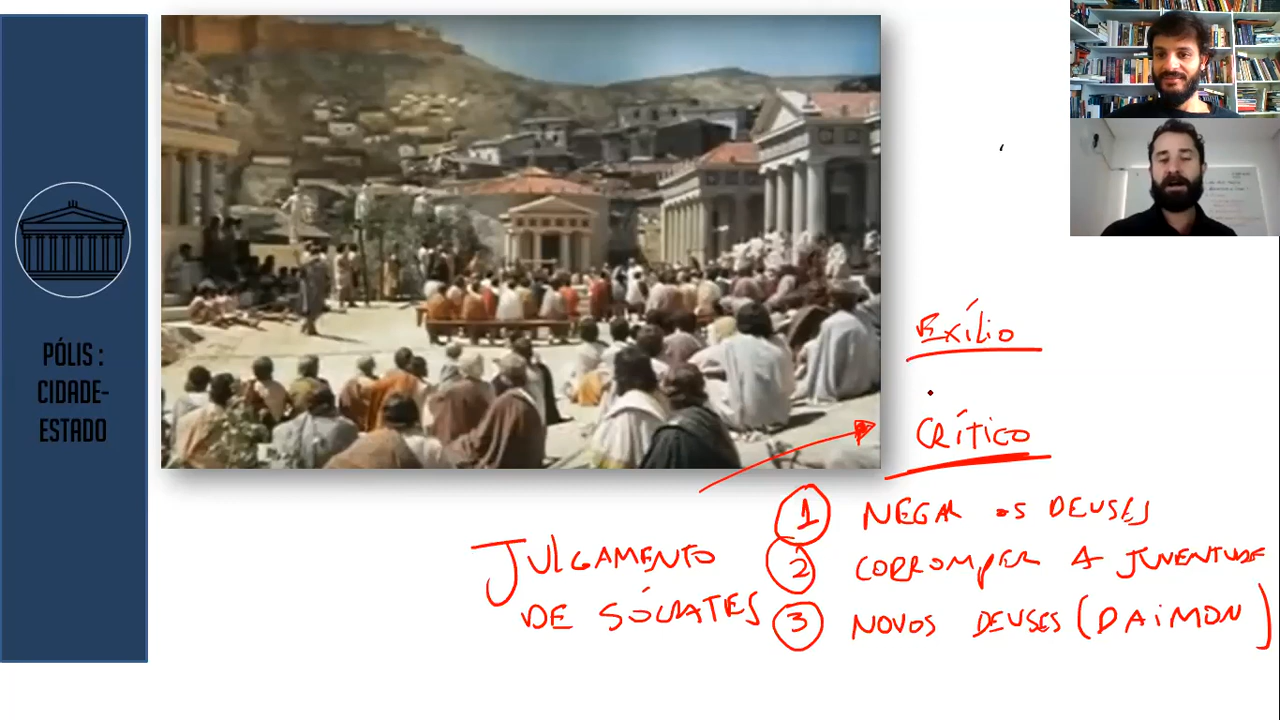 PÓLIS :
CIDADE-
ESTADO
EXÍLIO
CRÍTICO
JULGAMENTO
DE SÓCRATES
1 NEGAR OS DEUSES
2 CORROMPER A JUVENTUDE
3 NOVOS DEUSES (DAIMON)